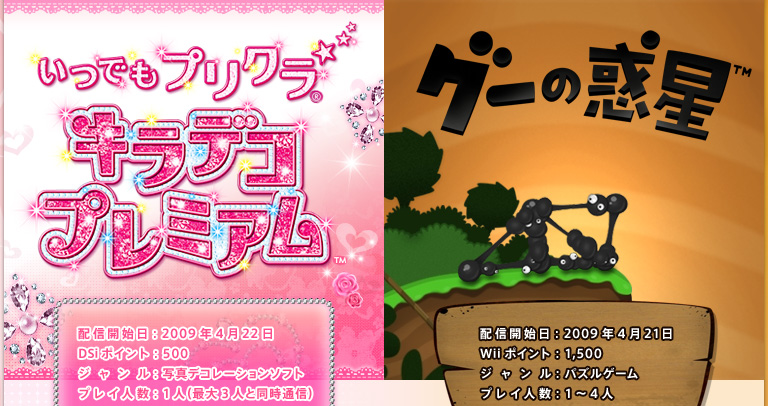 いつでもプリクラ®
キラデコ
プレミアム™
配信開始日：2009年4月22日
DSiポイント：500
ジャンル：写真デコレーションソフト
プレイ人数：1人(最大3人と同時通信)
グーの惑星™
配信開始日：2009年4月21日
Wiiポイント：1,500
ジャンル：パズルゲーム
プレイ人数：1～4人